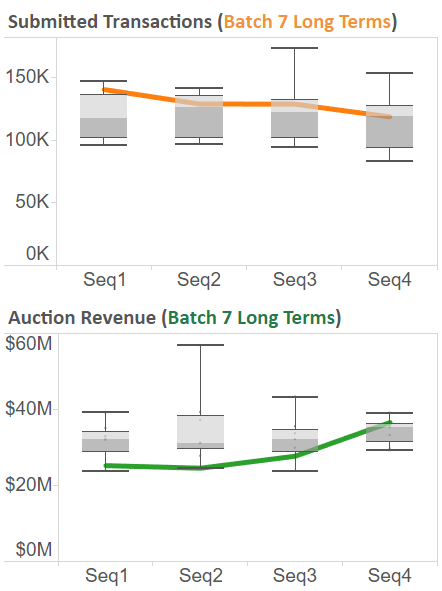 Submitted Transactions (Batch 7 Long Terms)
150K
100K
50K
0K
Seq1 Seq2 Seq3 Seq4
Auction Revenue (Batch 7 Long Terms)
$60M
$40M
$20M
$0M
Seq1 Seq2 Seq3 Seq4